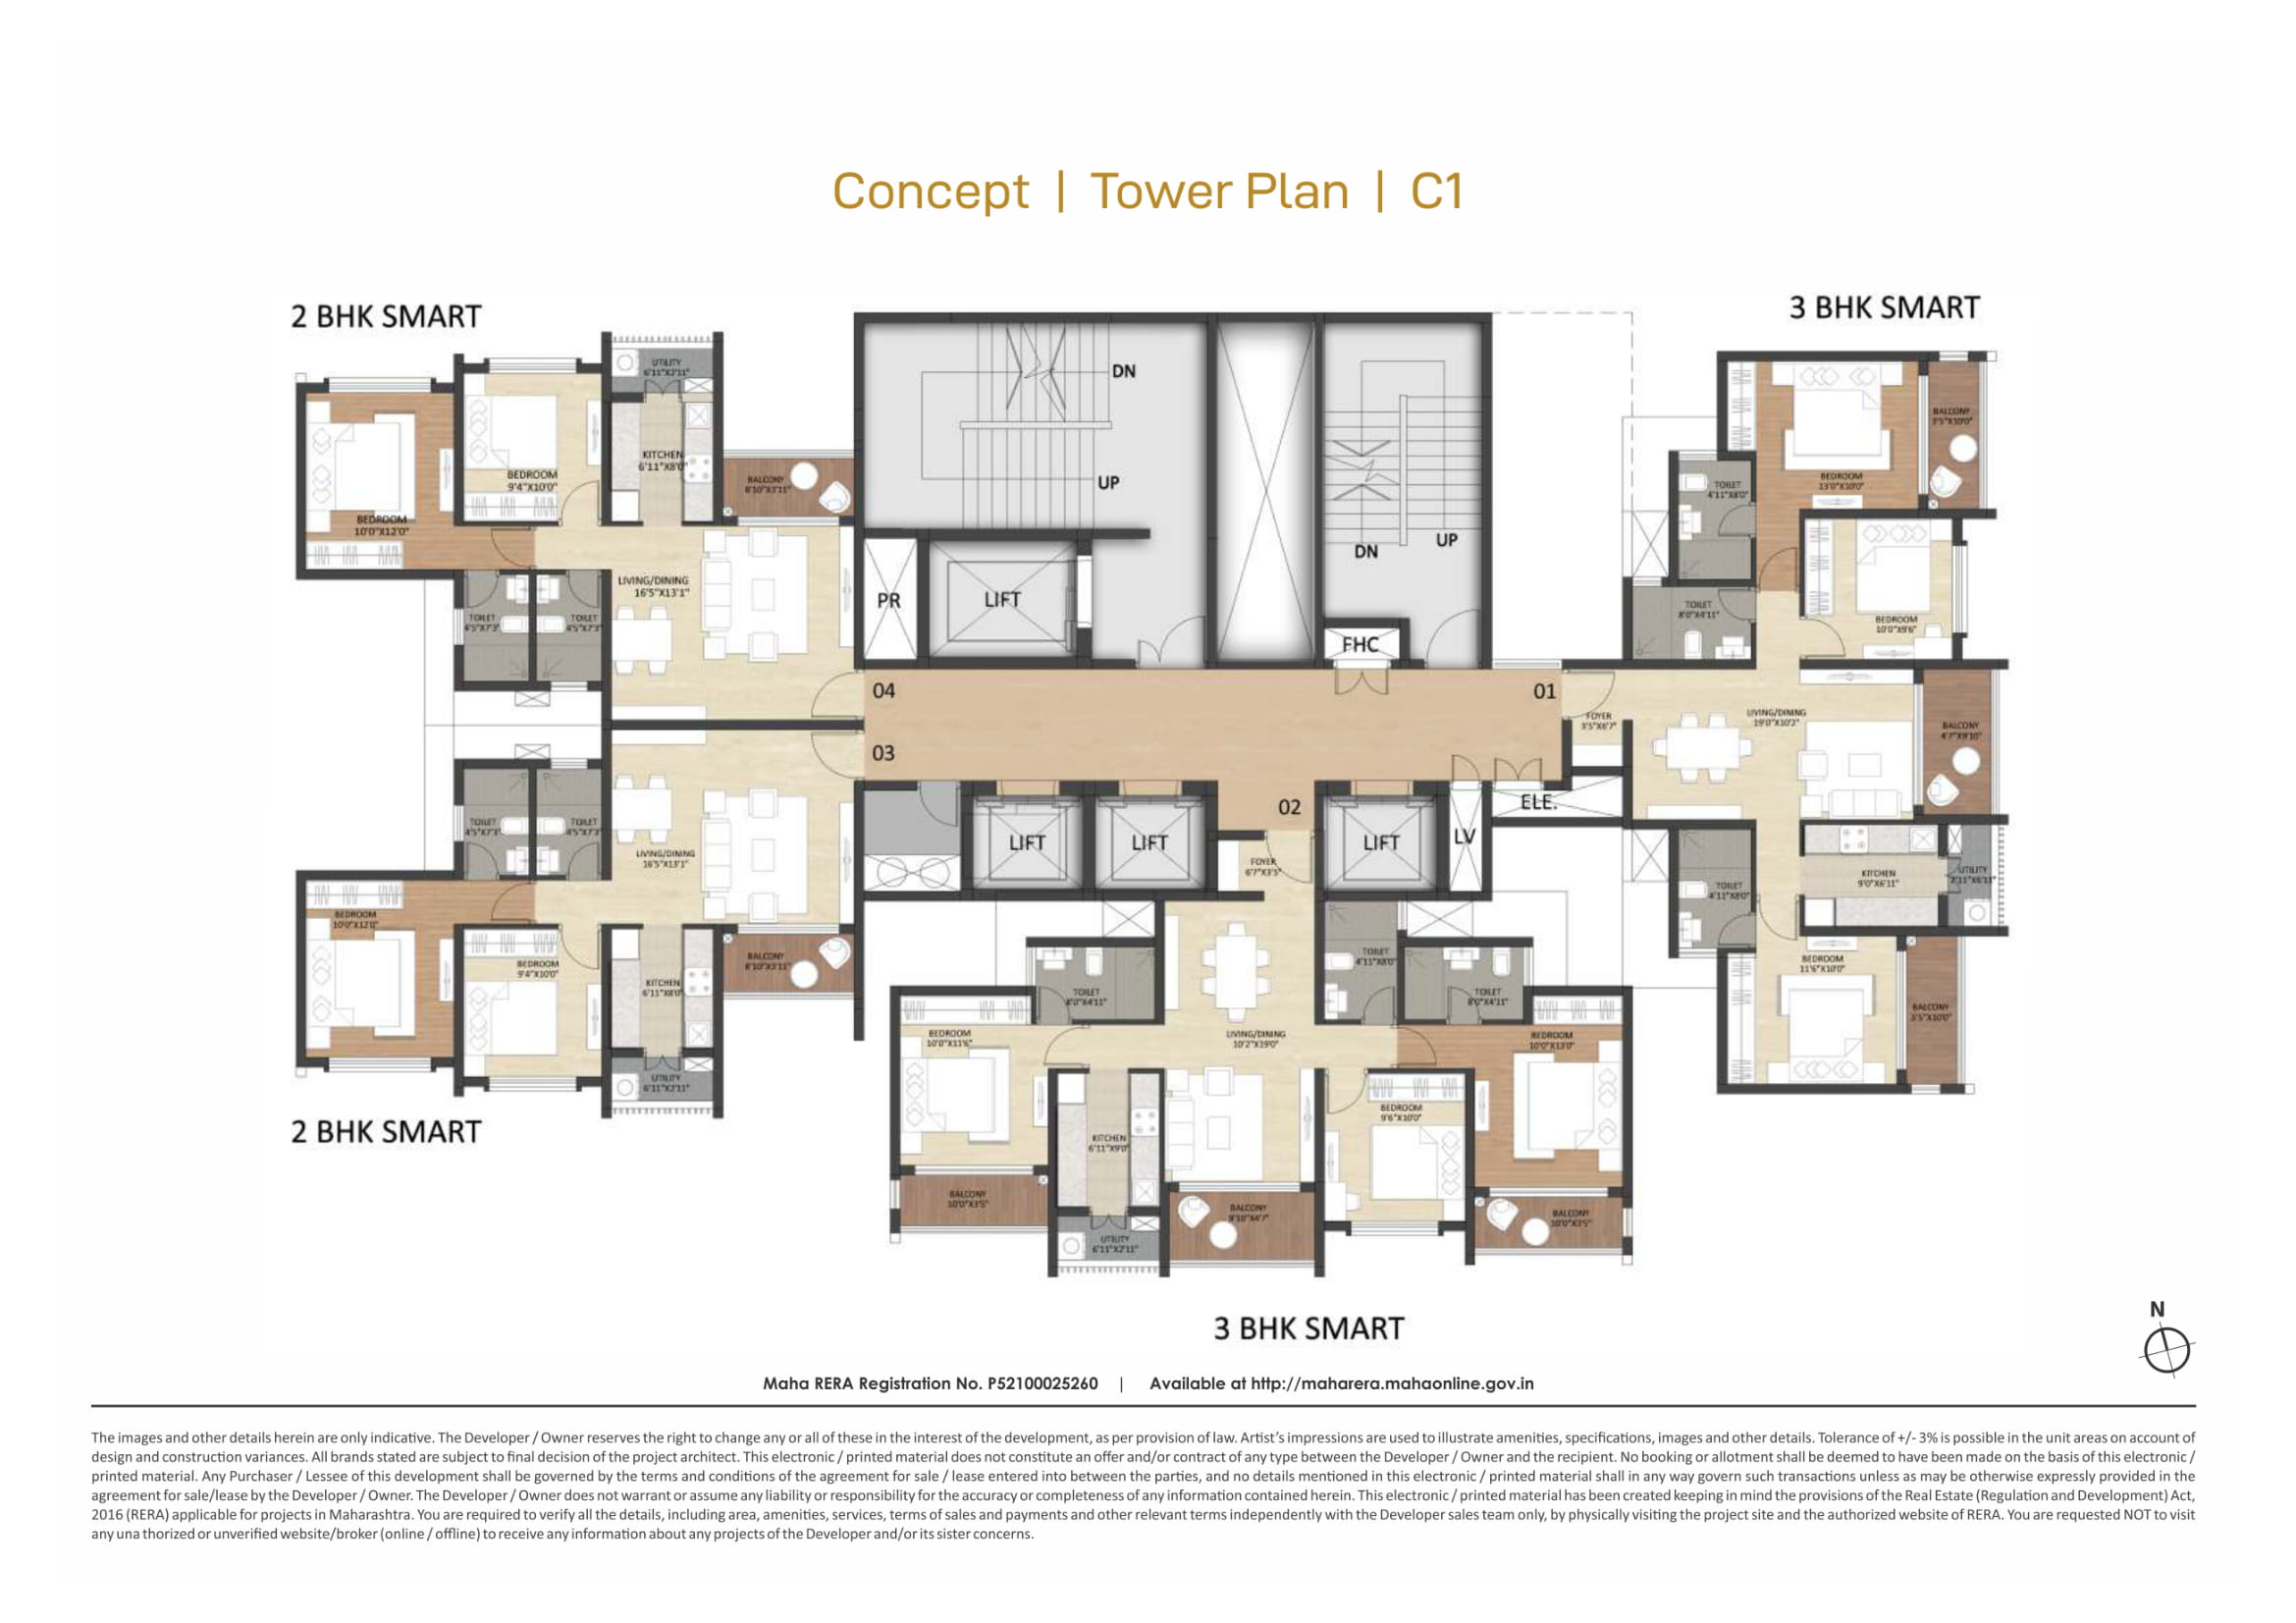 Concept | Tower Plan | C1
2 BHK SMART
3 BHK SMART
UTILITY
6'11"X2'11"
KITCHEN
6'11"X8'0"
BEDROOM
9'4"X10'0"
BEDROOM
10'0"X12'0"
BALCONY
8'10"X3'11"
LIVING/DINING
16'5"X13'1"
TOILET
4'5"X7'3"
TOILET
4'5"X7'3"
DN
UP
DN
UP
PR
LIFT
FHC
BALCONY
3'5"X10'0"
BEDROOM
13'0"X10'0"
TOILET
4'11"X8'0"
TOILET
8'0"X4'11"
BEDROOM
10'0"X9'6"
04
03
01
02
FOYER
3'5"X6'7"
LIVING/DINING
19'0"X10'2"
BALCONY
4'7"X9'10"
ELE.
LIFT
LIFT
LIFT
LV
TOILET
4'5"X7'3"
TOILET
4'5"X7'3"
LIVING/DINING
16'5"X13'1"
FOYER
6'7"X3'5"
KITCHEN
9'0"X6'11"
UTILITY
2'11"X6'11"
TOILET
4'11"X8'0"
BEDROOM
10'0"X12'0"
BEDROOM
9'4"X10'0"
KITCHEN
6'11"X8'0"
BALCONY
8'10"X3'11"
UTILITY
6'11"X2'11"
BEDROOM
11'6"X10'0"
BALCONY
3'5"X10'0"
TOILET
8'0"X4'11"
TOILET
4'11"X8'0"
TOILET
8'0"X4'11"
BEDROOM
10'0"X11'6"
LIVING/DINING
10'2"X19'0"
BEDROOM
10'0"X13'0"
BEDROOM
9'6"X10'0"
KITCHEN
6'11"X9'0"
BALCONY
10'0"X3'5"
BALCONY
9'10"X4'7"
BALCONY
10'0"X3'5"
UTILITY
6'11"X2'11"
2 BHK SMART
3 BHK SMART
N
Maha RERA Registration No. P52100025260 | Available at http://maharera.mahaonline.gov.in
The images and other details herein are only indicative. The Developer / Owner reserves the right to change any or all of these in the interest of the development, as per provision of law. Artist's impressions are used to illustrate amenities, specifications, images and other details. Tolerance of +/- 3% is possible in the unit areas on account of
design and construction variances. All brands stated are subject to final decision of the project architect. This electronic / printed material does not constitute an offer and/or contract of any type between the Developer / Owner and the recipient. No booking or allotment shall be deemed to have been made on the basis of this electronic /
printed material. Any Purchaser / Lessee of this development shall be governed by the terms and conditions of the agreement for sale / lease entered into between the parties, and no details mentioned in this electronic / printed material shall in any way govern such transactions unless as may be otherwise expressly provided in the
agreement for sale/lease by the Developer / Owner. The Developer / Owner does not warrant or assume any liability or responsibility for the accuracy or completeness of any information contained herein. This electronic / printed material has been created keeping in mind the provisions of the Real Estate (Regulation and Development) Act,
2016 (RERA) applicable for projects in Maharashtra. You are required to verify all the details, including area, amenities, services, terms of sales and payments and other relevant terms independently with the Developer sales team only, by physically visiting the project site and the authorized website of RERA. You are requested NOT to visit
any una thorized or unverified website/broker (online / offline) to receive any information about any projects of the Developer and/or its sister concerns.